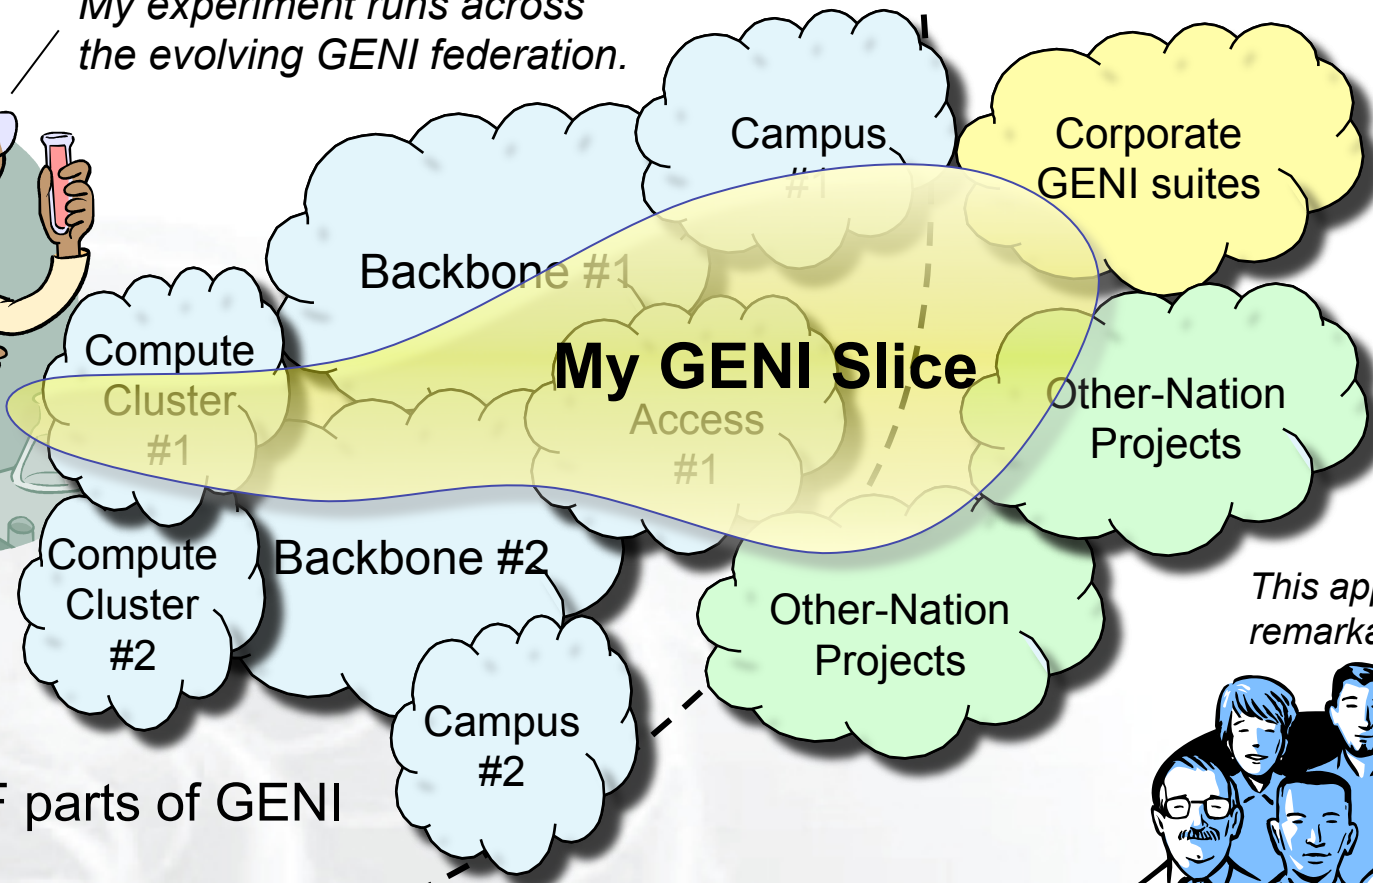 My experiment runs across
the evolving GENI federation.
Campus
#1
Corporate
GENI suites
Backbone #1
Compute
Cluster
#1
My GENI Slice
Access
#1
Other-Nation
Projects
Compute
Cluster
#2
Backbone #2
Other-Nation
Projects
This
Campus
#2
parts of GENI